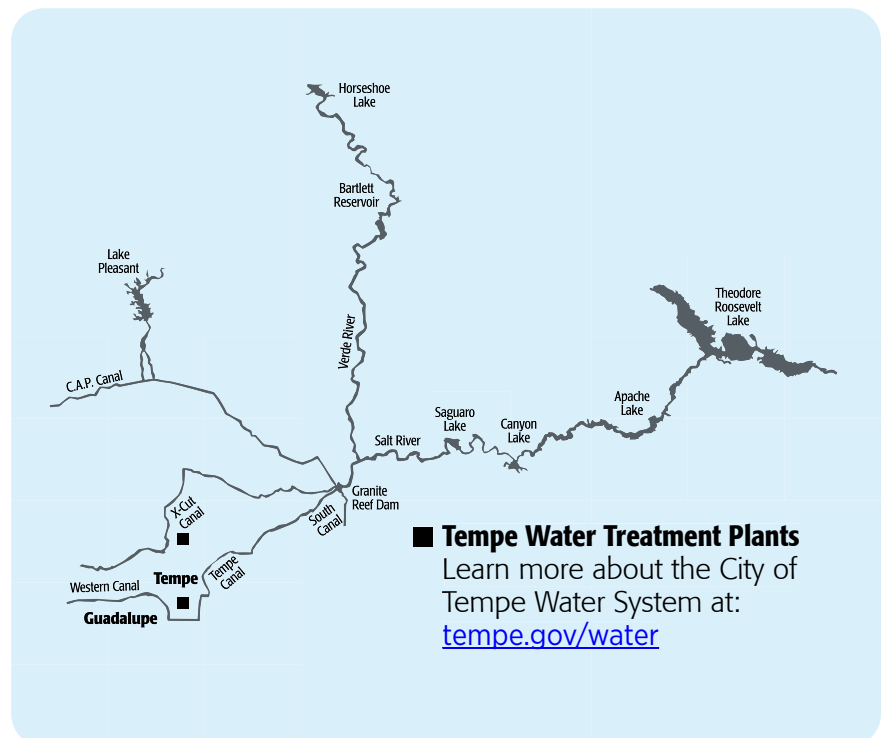 Horseshoe
Lake
Bartlett
Reservoir
Lake
Pleasant
Theodore
Roosevelt
Lake
Verde River
C.A.P. Canal
Apache
Lake
Saguaro
Lake
Canyon
Lake
Salt River
Granite
Reef Dam
X-Cut
Canal
South
Canal
Tempe Water Treatment Plants
Learn more about the City of
Tempe Water System at:
tempe.gov/water
Tempe
Canal
Western Canal
Tempe
Guadalupe